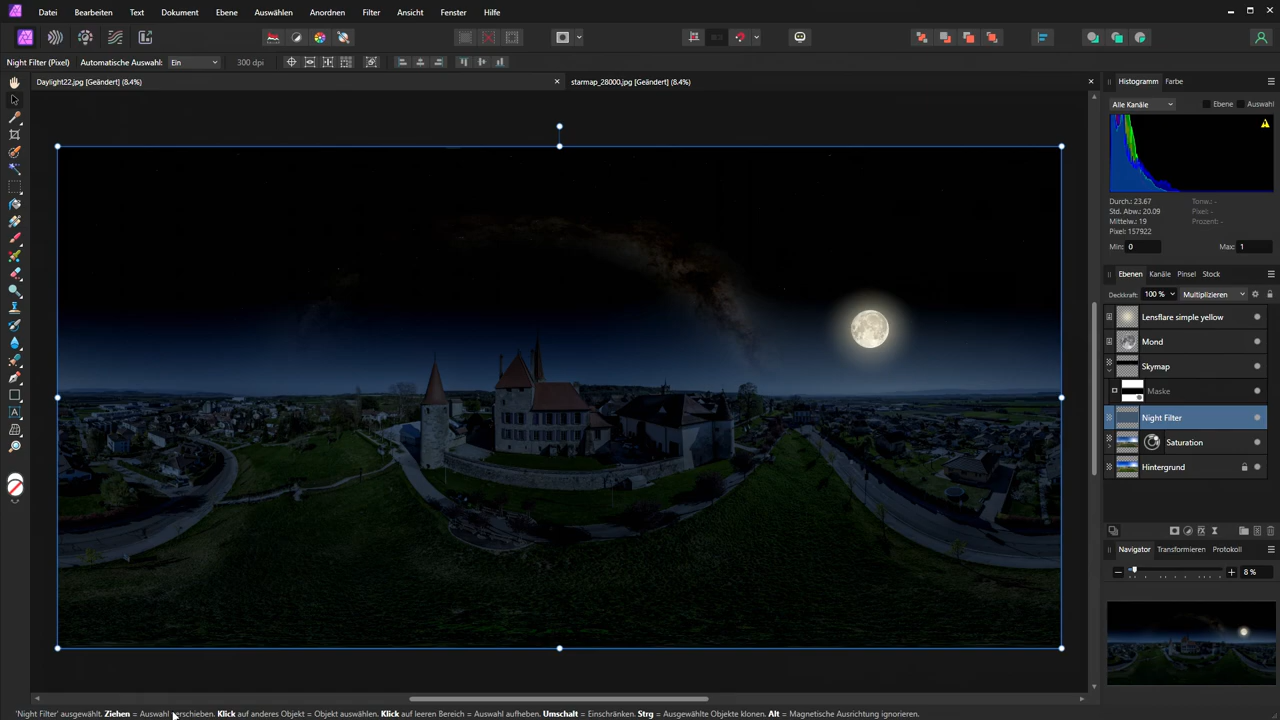 Datei Bearbeiten Text Dokument Ebene Auswählen Anordnen Filter Ansicht Fenster Hilfe
Night Filter (Pixel) Automatische Auswahl: Ein 300 dpi
Daylight22.jpg [Geändert] (8.4%) starmap_28000.jpg [Geändert] (8.4%)
Histogramm Farbe
Alle Kanäle Ebene Auswahl
Durch.: 23.67 Tonw.: -
Std. Abw.: 20.09 Pixel: -
Mittelw.: 19 Prozent: -
Pixel: 157922
Min: 0 Max: 1
Ebenen Kanäle Pinsel Stock
Deckkraft: 100 % Multiplizieren
Lensflare simple yellow
Mond
Skymap
Maske
Night Filter
Saturation
Hintergrund
Navigator Transformieren Protokoll
8 %
'Night Filter' ausgewählt. Ziehen = Auswahl verschieben. Klick auf anderes Objekt = Objekt auswählen. Klick auf leeren Bereich = Auswahl aufheben. Umschalt = Einschränken. Strg = Ausgewählte Objekte klonen. Alt = Magnetische Ausrichtung ignorieren.